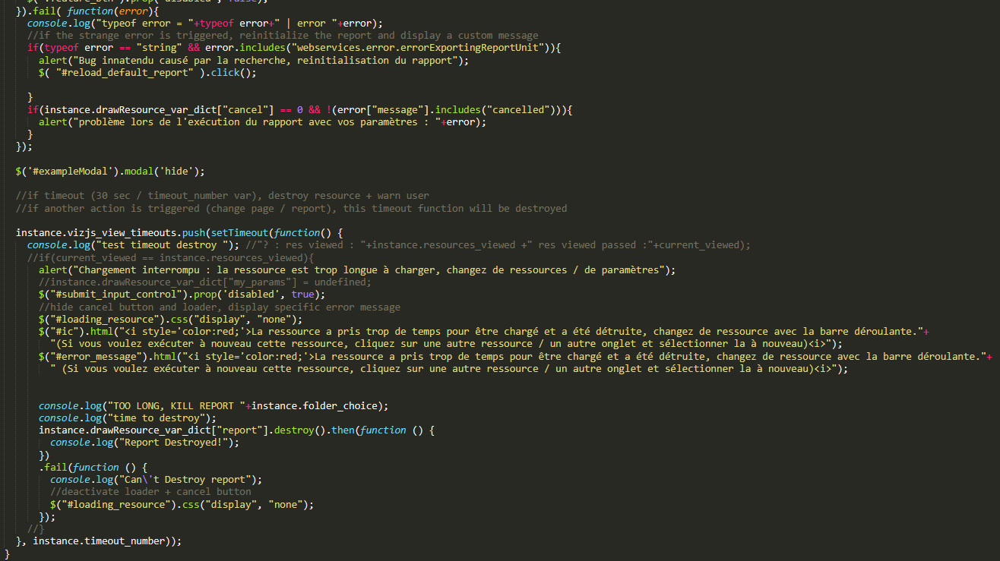 $(".feature_btn").prop('disabled', false);
}).fail( function(error){
console.log("typeof error = "+typeof error+" | error "+error);
//if the strange error is triggered, reinitialize the report and display a custom message
if(typeof error == "string" && error.includes("webservices.error.errorExportingReportUnit")){
alert("Bug innatendu causé par la recherche, reinitialisation du rapport");
$( "#reload_default_report" ).click();
}
if(instance.drawResource_var_dict["cancel"] == 0 && !(error["message"].includes("cancelled"))){
alert("problème lors de l'exécution du rapport avec vos paramètres : "+error);
}
});
$('#exampleModal').modal('hide');
//if timeout (30 sec / timeout_number var), destroy resource + warn user
//if another action is triggered (change page / report), this timeout function will be destroyed
instance.vizjs_view_timeouts.push(setTimeout(function() {
console.log("test timeout destroy "); //"? : res viewed : "+instance.resources_viewed +" res viewed passed :"+current_viewed);
//if(current_viewed == instance.resources_viewed){
alert("Chargement interrompu : la ressource est trop longue à charger, changez de ressources / de paramètres");
//instance.drawResource_var_dict["my_params"] = undefined;
$("#submit_input_control").prop('disabled', true);
//hide cancel button and loader, display specific error message
$("#loading_resource").css("display", "none");
$("#ic").html("<i style='color:red;'>La ressource a pris trop de temps pour être chargé et a été détruite, changez de ressource avec la barre déroulante."+
"(Si vous voulez exécuter à nouveau cette ressource, cliquez sur une autre ressource / un autre onglet et sélectionner la à nouveau)<i>");
$("#error_message").html("<i style='color:red;'>La ressource a pris trop de temps pour être chargé et a été détruite, changez de ressource avec la barre déroulante."+
" (Si vous voulez exécuter à nouveau cette ressource, cliquez sur une autre ressource / un autre onglet et sélectionner la à nouveau)<i>");
console.log("TOO LONG, KILL REPORT "+instance.folder_choice);
console.log("time to destroy");
instance.drawResource_var_dict["report"].destroy().then(function () {
console.log("Report Destroyed!");
})
.fail(function () {
console.log("Can\'t Destroy report");
//deactivate loader + cancel button
$("#loading_resource").css("display", "none");
});
//}
}, instance.timeout_number));
}